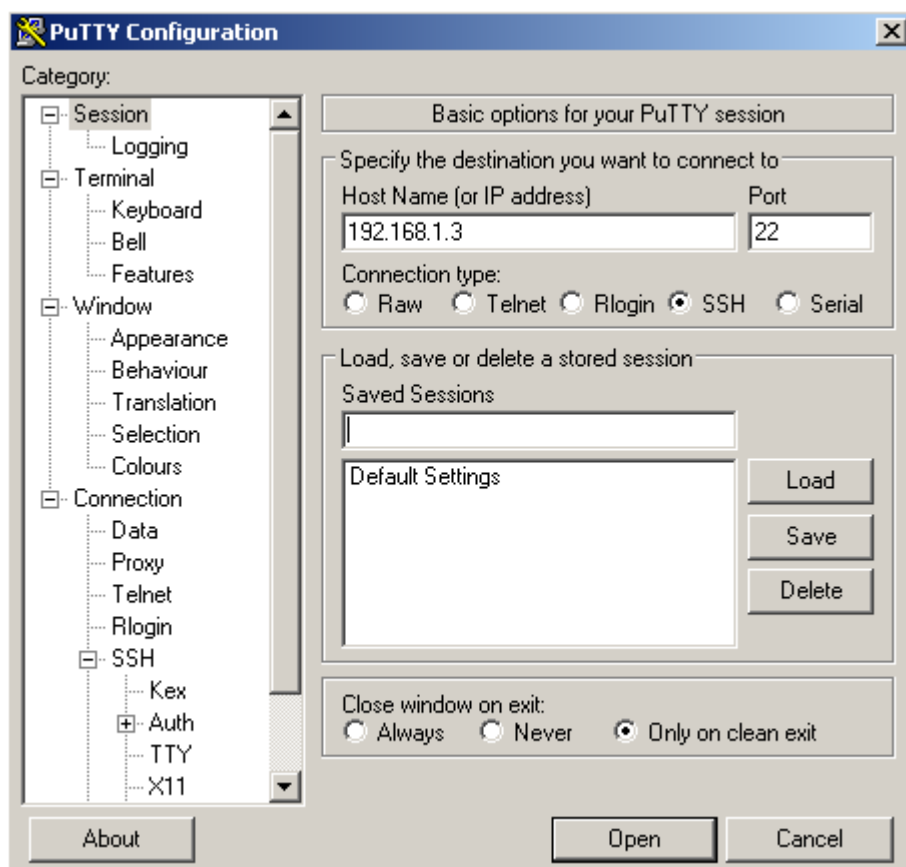 PuTTY Configuration
Category:
Session
Logging
Terminal
Keyboard
Bell
Features
Window
Appearance
Behaviour
Translation
Selection
Colours
Connection
Data
Proxy
Telnet
Rlogin
SSH
Kex
Auth
TTY
X11
Basic options for your PuTTY session
Specify the destination you want to connect to
Host Name (or IP address) Port
192.168.1.3 22
Connection type:
Raw Telnet Rlogin SSH Serial
Load, save or delete a stored session
Saved Sessions
Default Settings
Load
Save
Delete
Close window on exit:
Always Never Only on clean exit
About Open Cancel